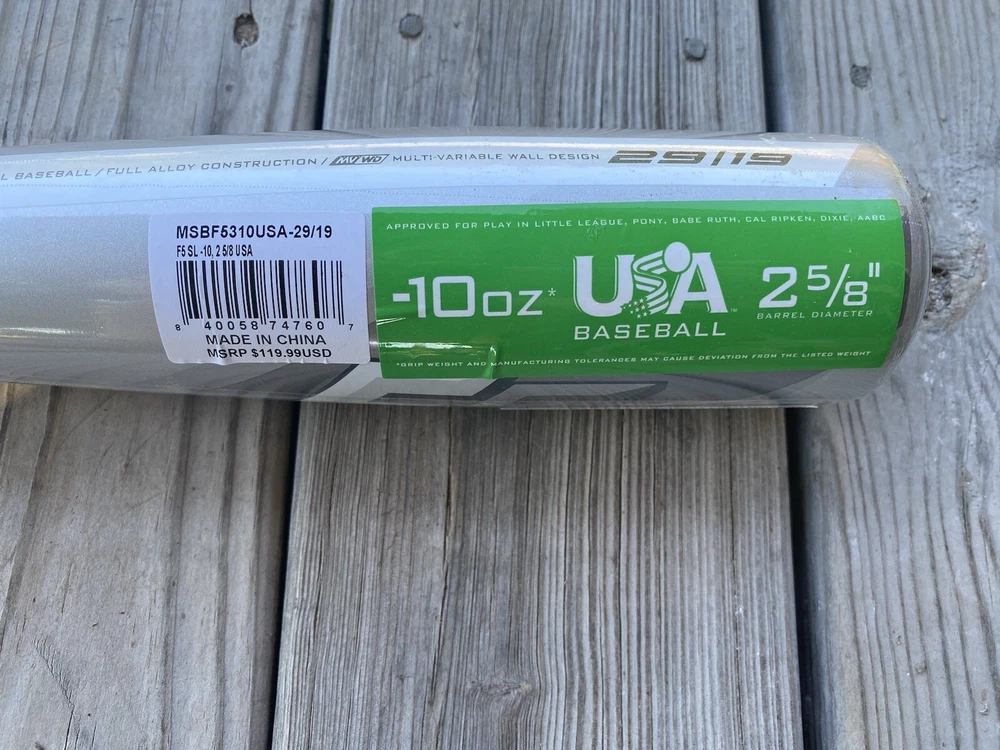 L BASEBALL / FULL ALLOY CONSTRUCTION / MV WD MULTI-VARIABLE WALL DESIGN 29|19
MSBF5310USA-29/19
F5 SL -10, 2 5/8 USA
8 40058 74760 7
MADE IN CHINA
MSRP $119.99USD
APPROVED FOR PLAY IN LITTLE LEAGUE, PONY, BABE RUTH, CAL RIPKEN, DIXIE, AABC
-10oz*
USA
BASEBALL
™
2 5/8"
BARREL DIAMETER
*GRIP WEIGHT AND MANUFACTURING TOLERANCES MAY CAUSE DEVIATION FROM THE LISTED WEIGHT